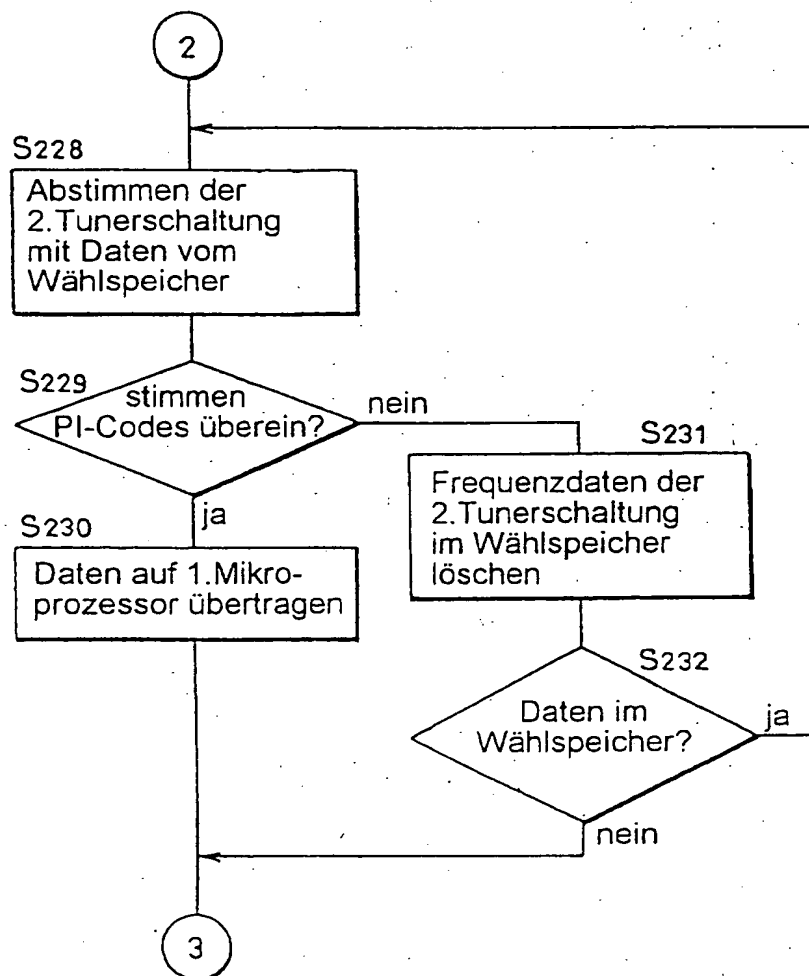 2
S228
Abstimmen der
2.Tunerschaltung
mit Daten vom
Wählspeicher
S229
stimmen
PI-Codes überein?
nein
ja
S230
Daten auf 1.Mikro-
prozessor übertragen
S231
Frequenzdaten der
2.Tunerschaltung
im Wählspeicher
löschen
S232
Daten im
Wählspeicher?
ja
nein
3